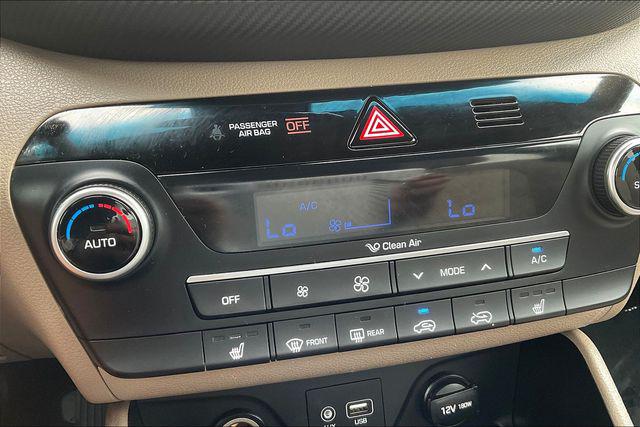 PASSENGER
AIR BAG
OFF
A/C
Lo
Lo
Clean Air
AUTO
OFF
MODE
A/C
FRONT
REAR
AUX
USB
12V 180W